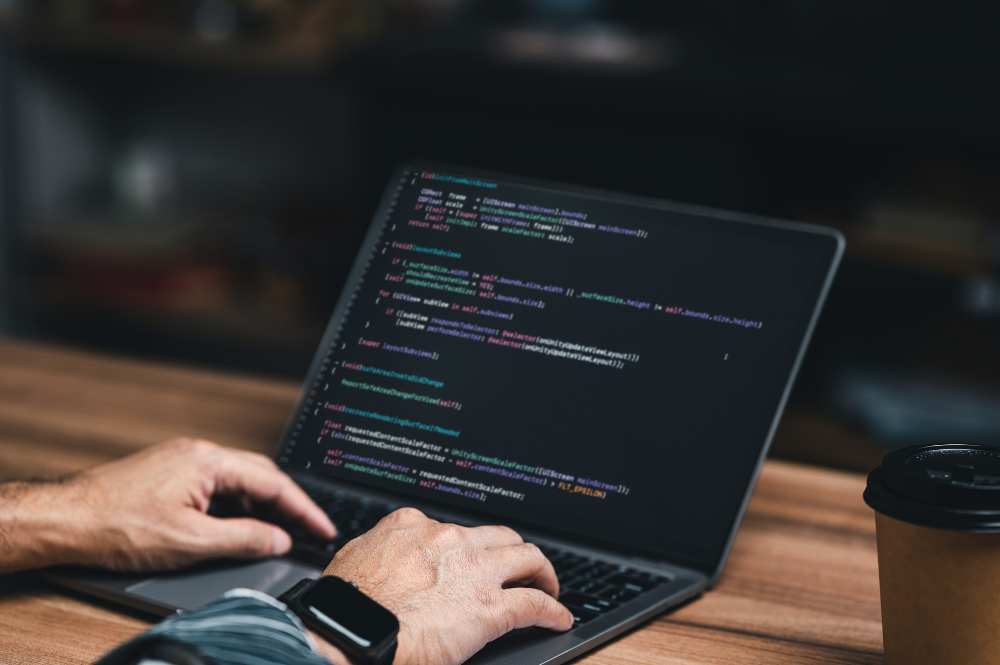 - (id)initFromMainScreen
{
CGRect frame = [UIScreen mainScreen].bounds;
CGFloat scale = UnityScreenScaleFactor([UIScreen mainScreen]);
if ((self = [super initWithFrame: frame]))
[self initImpl: frame scaleFactor: scale];
return self;
}
- (void)layoutSubviews
{
if (_surfaceSize.width != self.bounds.size.width || _surfaceSize.height != self.bounds.size.height)
_shouldRecreateView = YES;
[self onUpdateSurfaceSize: self.bounds.size];
for (UIView* subView in self.subviews)
{
if ([subView respondsToSelector: @selector(onUnityUpdateViewLayout)])
[subView performSelector: @selector(onUnityUpdateViewLayout)];
}
[super layoutSubviews];
}
- (void)safeAreaInsetsDidChange
{
ReportSafeAreaChangeForView(self);
}
- (void)recreateRenderingSurfaceIfNeeded
{
float requestedContentScaleFactor = UnityScreenScaleFactor([UIScreen mainScreen]);
if (abs(requestedContentScaleFactor - self.contentScaleFactor) > FLT_EPSILON)
{
self.contentScaleFactor = requestedContentScaleFactor;
[self onUpdateSurfaceSize: self.bounds.size];
}